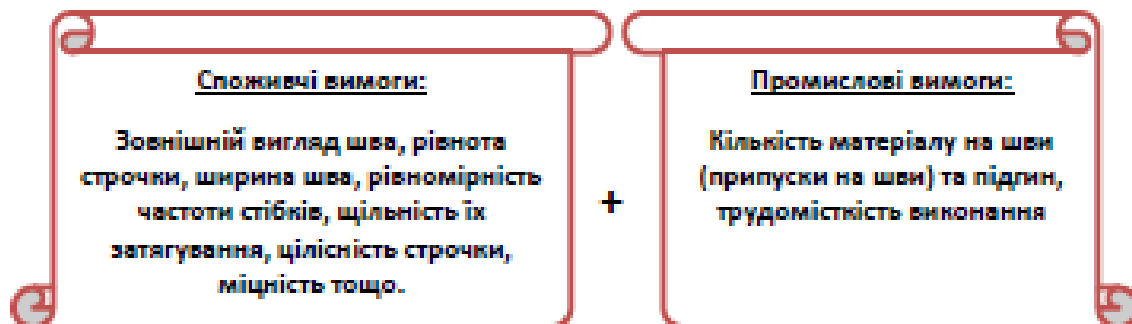 Споживчі вимоги:
Зовнішній вигляд шва, рівнота
строчки, ширина шва, рівномірність
частоти стібків, щільність їх
затягування, цілісність строчки,
міцність тощо.
+
Промислові вимоги:
Кількість матеріалу на шви
(припуски на шви) та підгин,
трудомісткість виконання